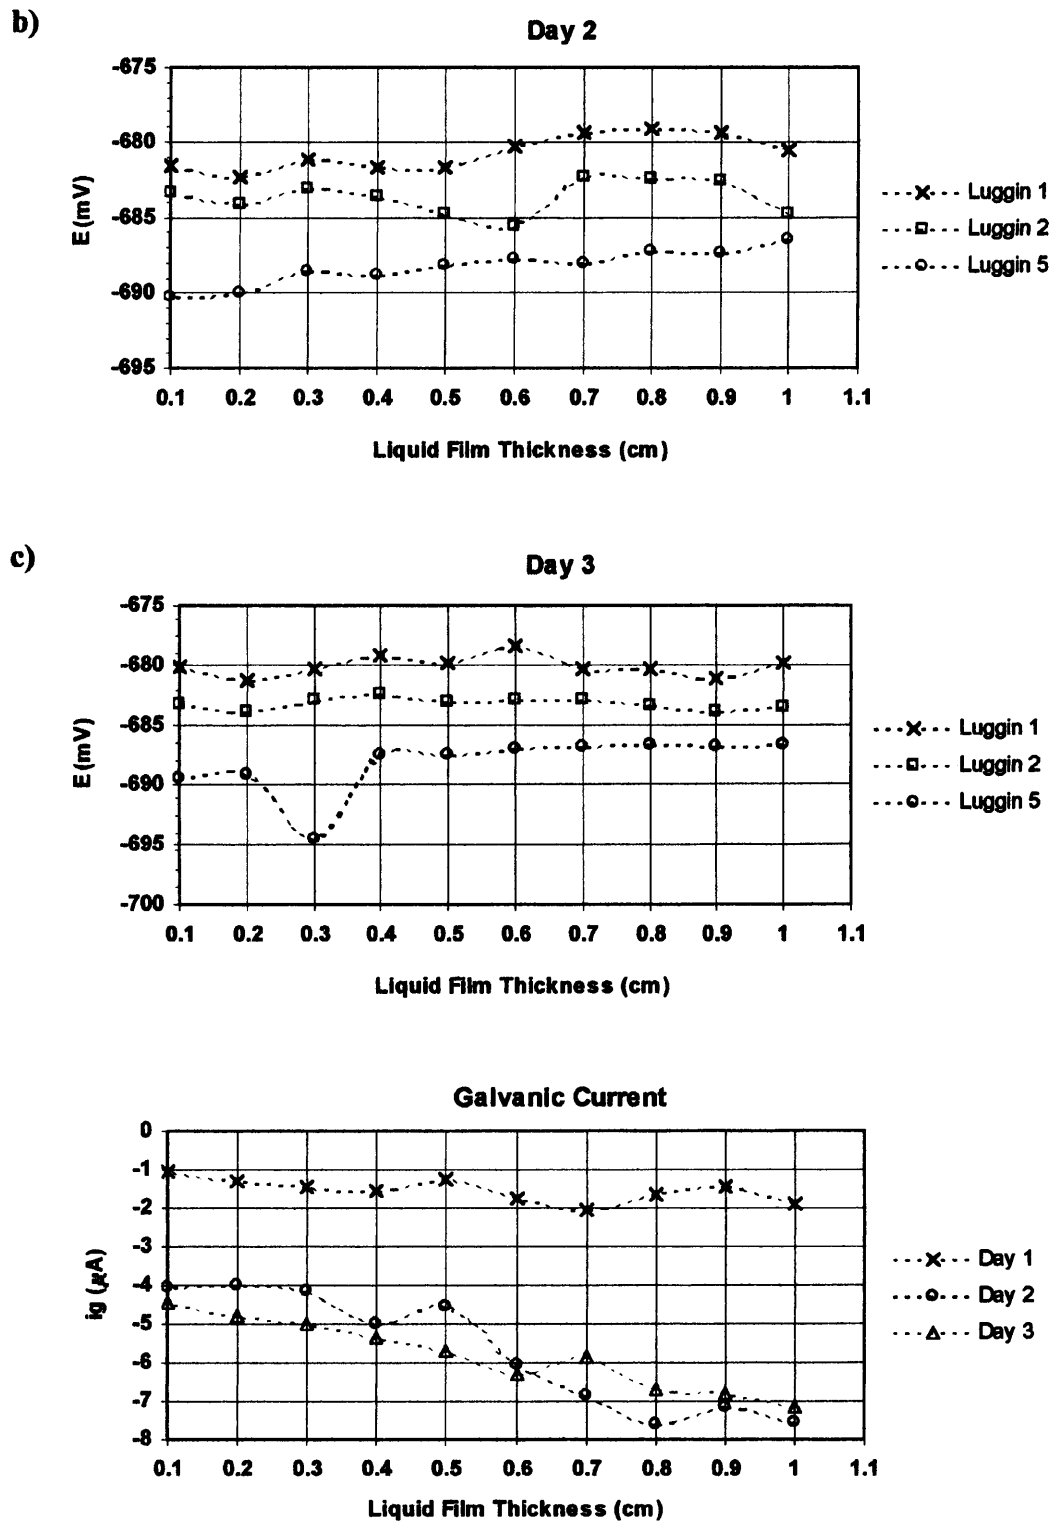 b)
Day 2
-675
-680
-685
-690
-695
E (mV)
0.1 0.2 0.3 0.4 0.5 0.6 0.7 0.8 0.9 1 1.1
Liquid Film Thickness (cm)
Luggin 1
Luggin 2
Luggin 5
c)
Day 3
-675
-680
-685
-690
-695
-700
E (mV)
0.1 0.2 0.3 0.4 0.5 0.6 0.7 0.8 0.9 1 1.1
Liquid Film Thickness (cm)
Luggin 1
Luggin 2
Luggin 5
Galvanic Current
0
-1
-2
-3
-4
-5
-6
-7
-8
ig (μA)
0.1 0.2 0.3 0.4 0.5 0.6 0.7 0.8 0.9 1 1.1
Liquid Film Thickness (cm)
Day 1
Day 2
Day 3